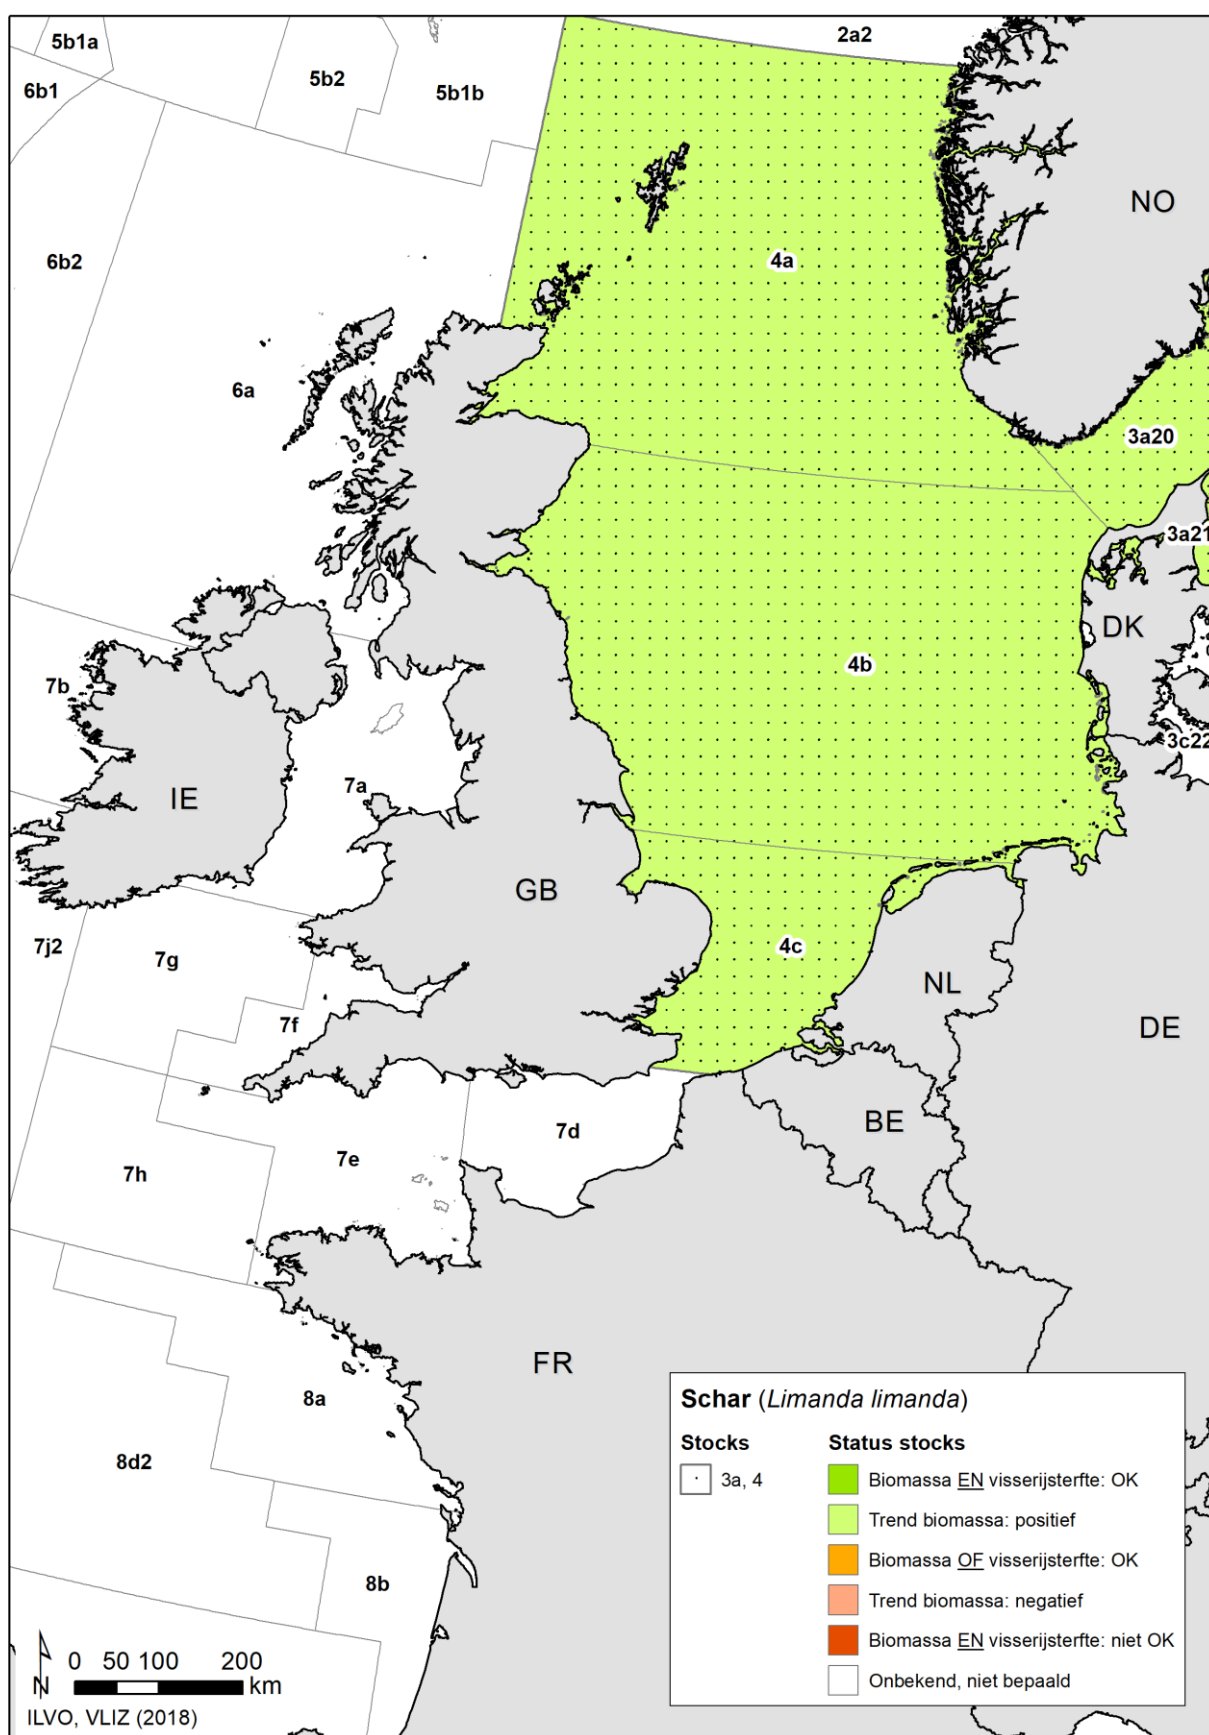 5b1a
2a2
5b2
6b1
5b1b
NO
6b2
4a
6a
3a20
3a21
DK
4b
7b
3c22
7a
IE
GB
4c
7j2
7g
NL
7f
DE
BE
7d
7e
7h
FR
8a
8d2
8b
Schar (Limanda limanda)
Stocks
3a, 4
Status stocks
Biomassa EN visserijsterfte: OK
Trend biomassa: positief
Biomassa OF visserijsterfte: OK
Trend biomassa: negatief
Biomassa EN visserijsterfte: niet OK
Onbekend, niet bepaald
N
0 50 100 200
km
ILVO, VLIZ (2018)